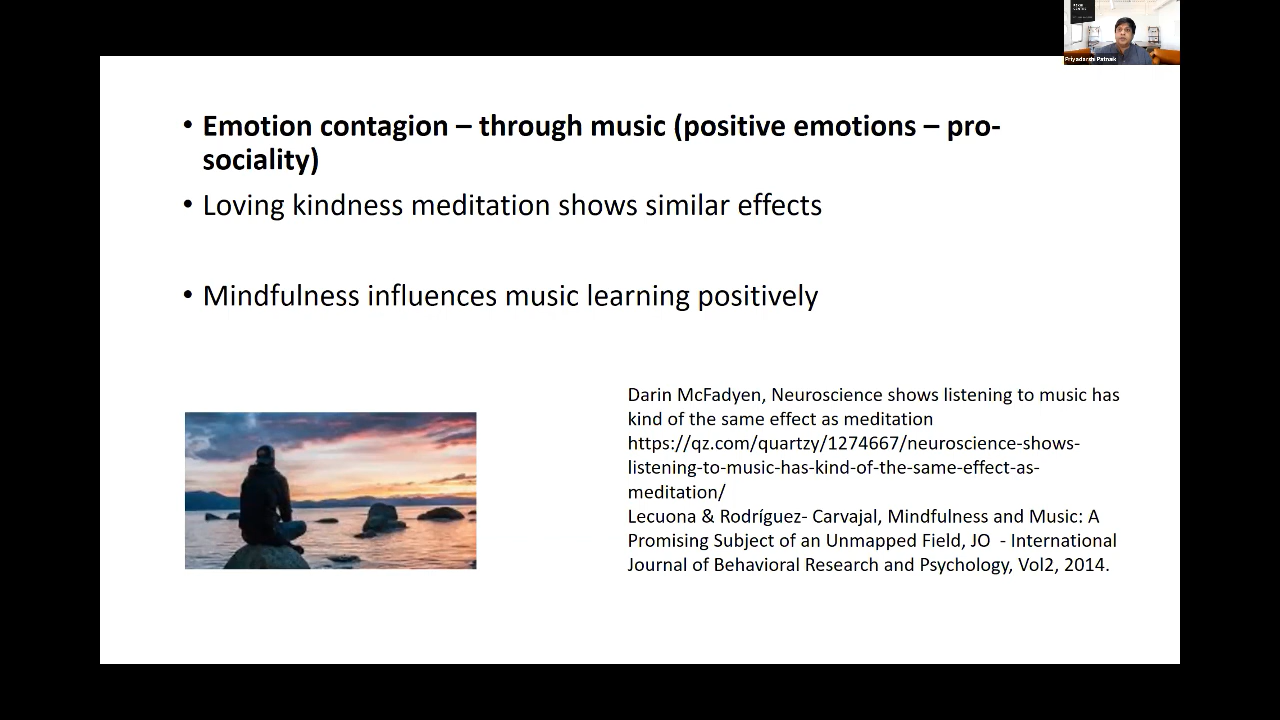 Priyadarshi Patnaik
• Emotion contagion – through music (positive emotions – pro-
sociality)
• Loving kindness meditation shows similar effects
• Mindfulness influences music learning positively
Darin McFadyen, Neuroscience shows listening to music has
kind of the same effect as meditation
https://qz.com/quartzy/1274667/neuroscience-shows-
listening-to-music-has-kind-of-the-same-effect-as-
meditation/
Lecuona & Rodríguez- Carvajal, Mindfulness and Music: A
Promising Subject of an Unmapped Field, JO  - International
Journal of Behavioral Research and Psychology, Vol2, 2014.